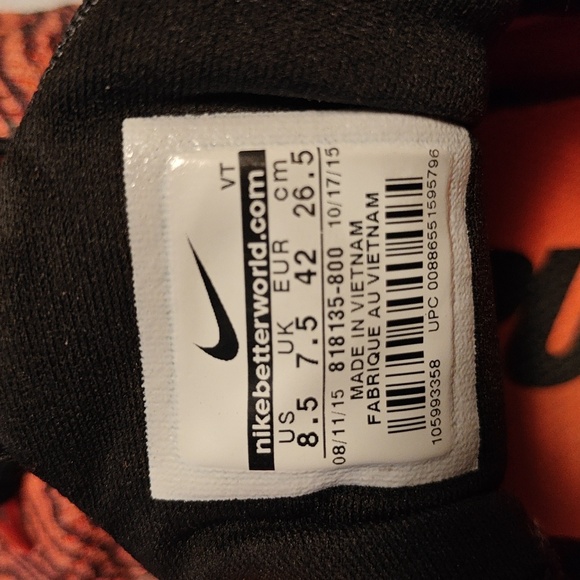 VT
nikebetterworld.com
US UK EUR cm
8.5 7.5 42 26.5
08/11/15 818135-800 10/17/15
MADE IN VIETNAM
FABRIQUE AU VIETNAM
105993358 UPC 00886551595796